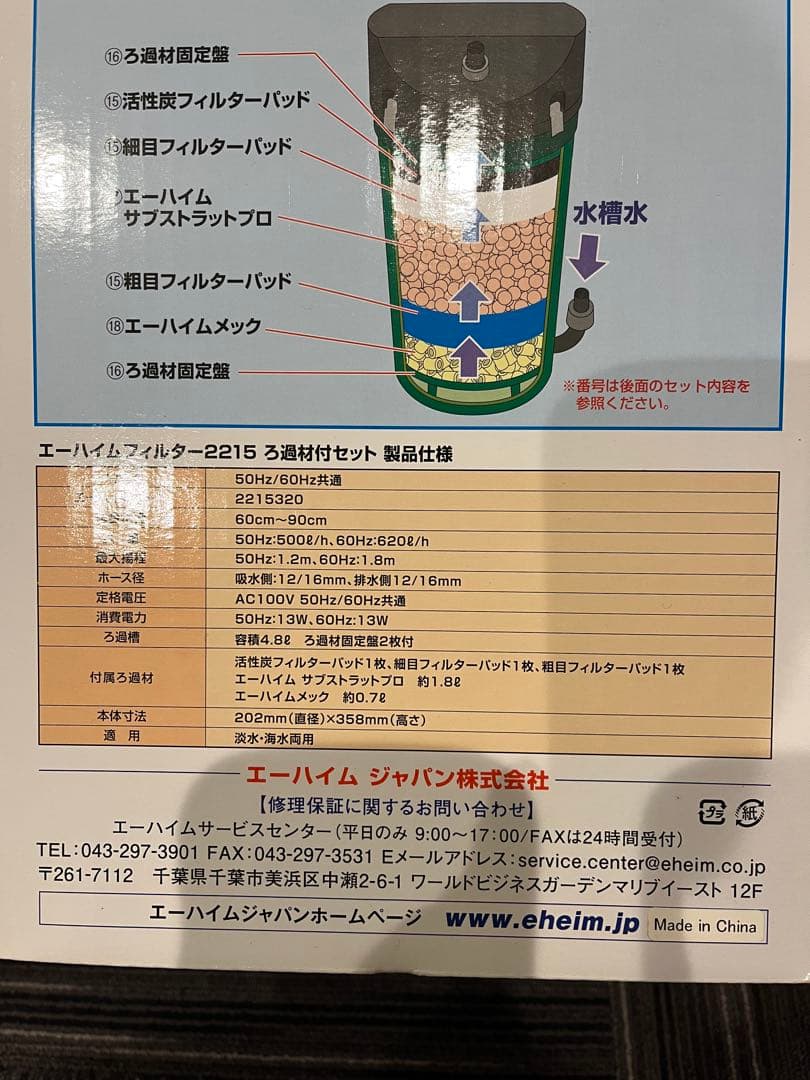 ⑯ろ過材固定盤
⑮活性炭フィルターパッド
⑮細目フィルターパッド
エーハイム
サブストラットプロ
水槽水
⑮粗目フィルターパッド
⑱エーハイムメック
⑯ろ過材固定盤
※番号は後面のセット内容を
参照ください。
エーハイムフィルター2215 ろ過材付セット 製品仕様
50Hz/60Hz共通
2215320
60cm～90cm
50Hz:500ℓ/h、60Hz:620ℓ/h
最大揚程 50Hz:1.2m、60Hz:1.8m
ホース径 吸水側:12/16mm、排水側12/16mm
定格電圧 AC100V 50Hz/60Hz共通
消費電力 50Hz:13W、60Hz:13W
ろ過槽 容積4.8ℓ ろ過材固定盤2枚付
付属ろ過材 活性炭フィルターパッド1枚、細目フィルターパッド1枚、粗目フィルターパッド1枚
エーハイム サブストラットプロ 約1.8ℓ
エーハイムメック 約0.7ℓ
本体寸法 202mm(直径)×358mm(高さ)
適用 淡水・海水両用
エーハイム ジャパン株式会社
【修理保証に関するお問い合わせ】
プラ 紙
エーハイムサービスセンター(平日のみ 9:00～17:00/FAXは24時間受付)
TEL:043-297-3901 FAX:043-297-3531 Eメールアドレス:service.center@eheim.co.jp
〒261-7112 千葉県千葉市美浜区中瀬2-6-1 ワールドビジネスガーデンマリブイースト 12F
エーハイムジャパンホームページ www.eheim.jp Made in China